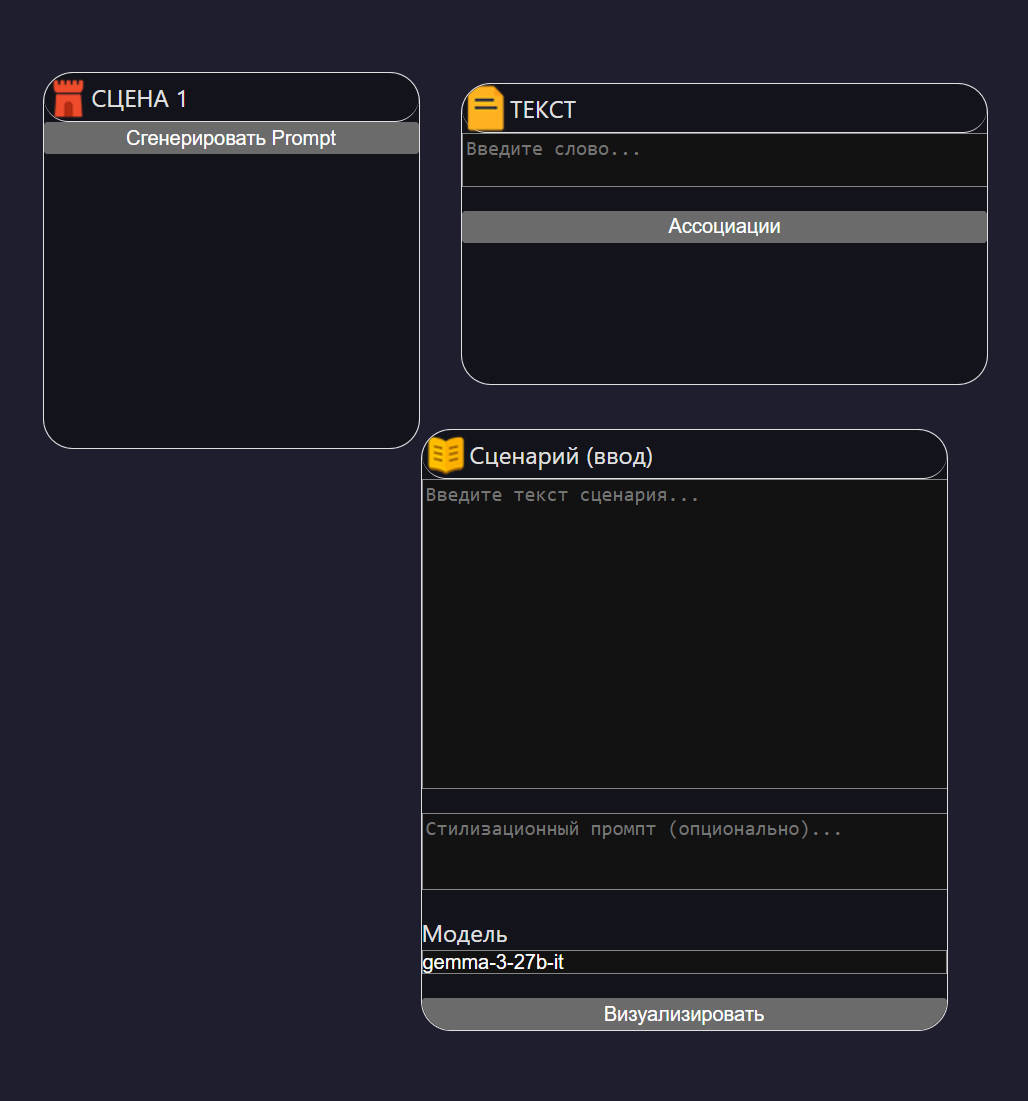 СЦЕНА 1
Сгенерировать Prompt
ТЕКСТ
Введите слово...
Ассоциации
Сценарий (ввод)
Введите текст сценария...
Стилизационный промпт (опционально)...
Модель
gemma-3-27b-it
Визуализировать